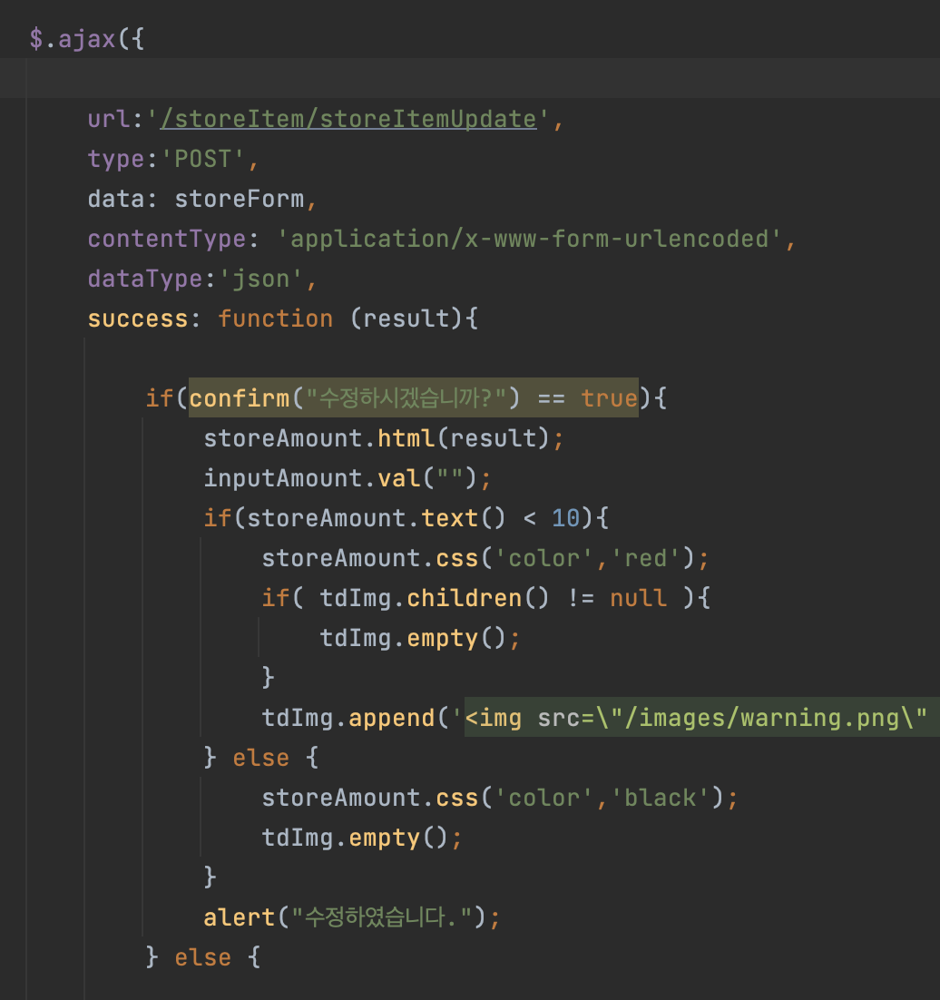 $.ajax({
url:'/storeItem/storeItemUpdate',
type:'POST',
data: storeForm,
contentType: 'application/x-www-form-urlencoded',
dataType:'json',
success: function (result){
if(confirm("수정하시겠습니까?") == true){
storeAmount.html(result);
inputAmount.val("");
if(storeAmount.text() < 10){
storeAmount.css('color','red');
if( tdImg.children() != null ){
tdImg.empty();
}
tdImg.append('<img src=\"/images/warning.png\"
} else {
storeAmount.css('color','black');
tdImg.empty();
}
alert("수정하였습니다.");
} else {